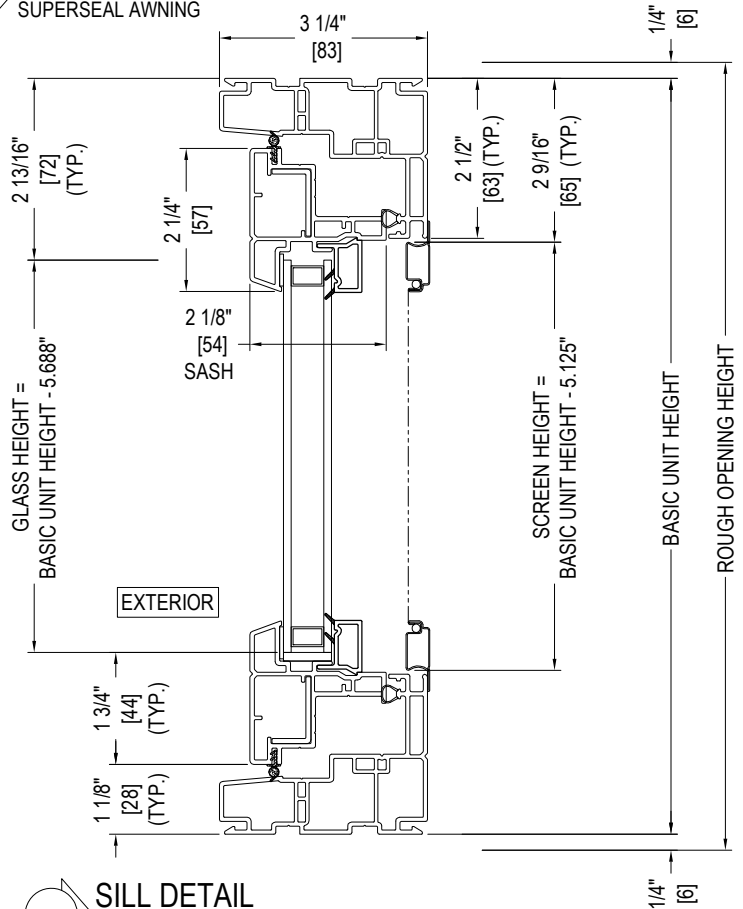 SUPERSEAL AWNING
3 1/4"
[83]
1/4"
[6]
2 13/16"
[72]
(TYP.)
2 1/4"
[57]
2 1/2"
[63] (TYP.)
2 9/16"
[65] (TYP.)
2 1/8"
[54]
SASH
GLASS HEIGHT =
BASIC UNIT HEIGHT - 5.688"
SCREEN HEIGHT =
BASIC UNIT HEIGHT - 5.125"
BASIC UNIT HEIGHT
ROUGH OPENING HEIGHT
EXTERIOR
1 3/4"
[44]
(TYP.)
1 1/8"
[28]
(TYP.)
SILL DETAIL
1/4"
[6]